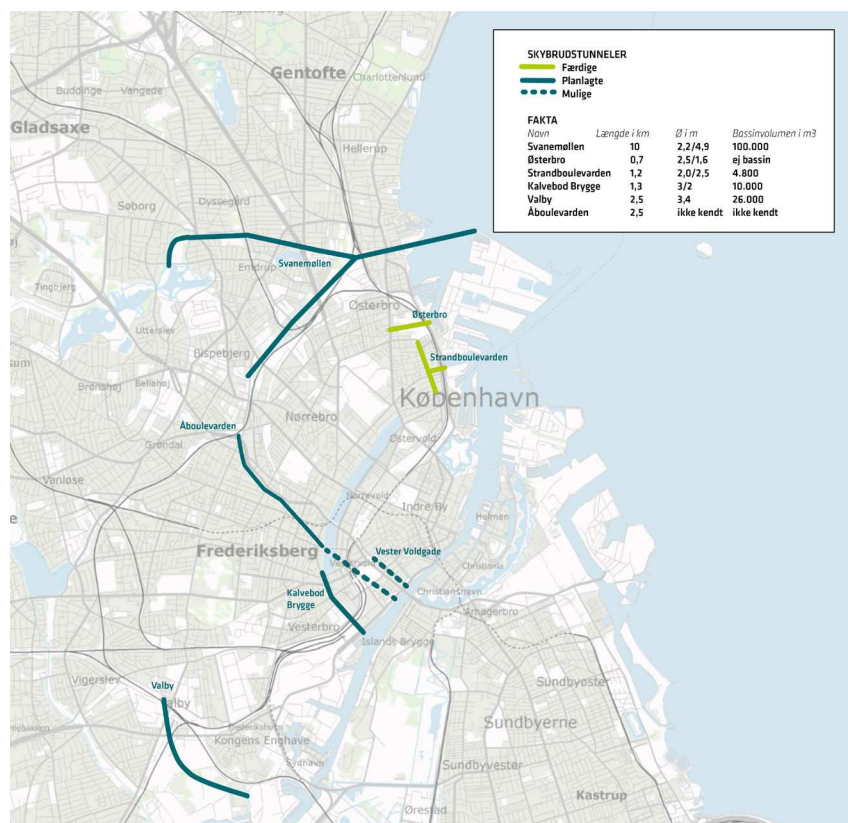 SKYBRUDSTUNNELER
Færdige
Planlagte
Mulige
FAKTA
Navn Længde i km Ø i m Bassinvolumen i m3
Svanemøllen 10 2,2/4,9 100.000
Østerbro 0,7 2,5/1,6 ej bassin
Strandboulevarden 1,2 2,0/2,5 4.800
Kalvebod Brygge 1,3 3/2 10.000
Valby 2,5 3,4 26.000
Åboulevarden 2,5 ikke kendt ikke kendt
Gentofte
Charlottenlund
Buddinge
Vangede
Gladsaxe
Hellerup
Dyssegård
Søborg
Emdrup
Svanemøllen
Tingbjerg
Østerbro
Østerbro
Utterslev
Bispebjerg
Strandboulevarden
Brønshøj
Bellahøj
København
Nørrebro
Åboulevarden
Østervold
Grøndal
Vanløse
Nørrevold
Indre By
Holmen
Frederiksberg
Vester Voldgade
Christiania
Kalvebod
Brygge
Christianshavn
Amagerbro
Vesterbro
Islands Brygge
Vigerslev
Valby
Valby
Sundbyøster
Sundbyerne
Frederiksholm
Kongens Enghave
Sydhavn
Sundbyvester
Kastrup
Ørestad